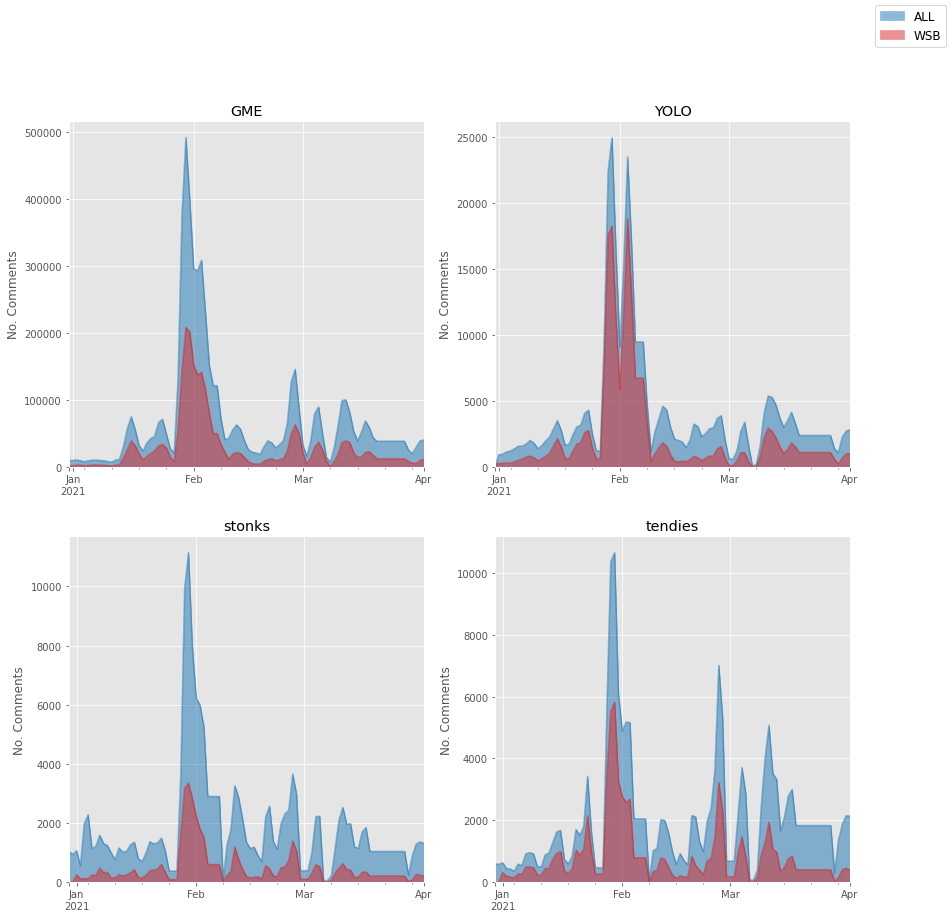 ALL
WSB
GME
500000
400000
300000
200000
100000
0
No. Comments
Jan
2021
Feb
Mar
Apr
YOLO
25000
20000
15000
10000
5000
0
No. Comments
Jan
2021
Feb
Mar
Apr
stonks
10000
8000
6000
4000
2000
0
No. Comments
Jan
2021
Feb
Mar
Apr
tendies
10000
8000
6000
4000
2000
0
No. Comments
Jan
2021
Feb
Mar
Apr